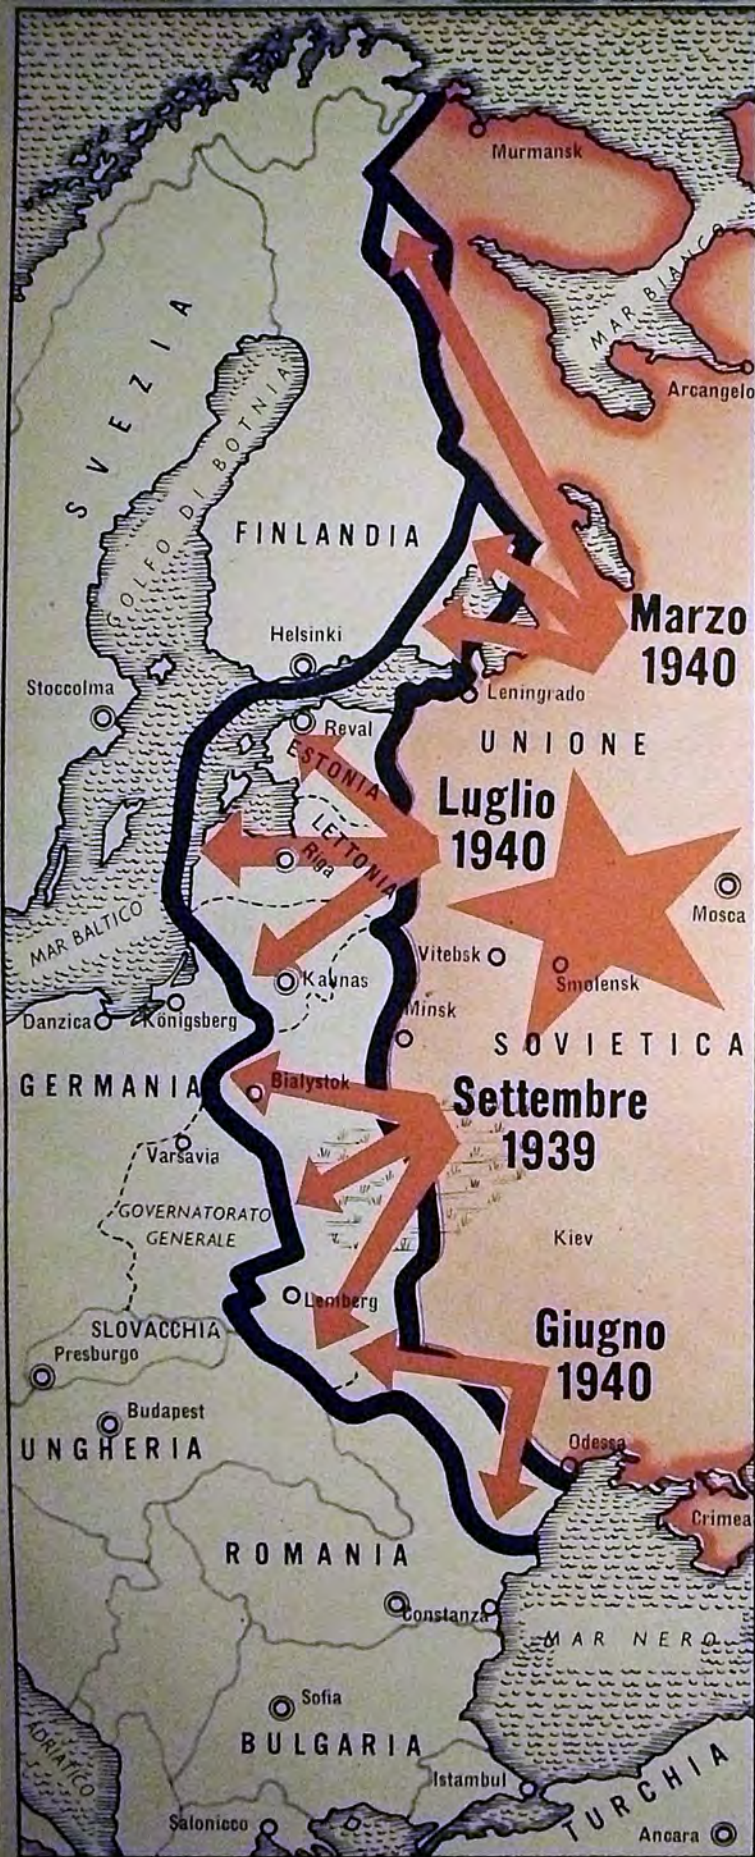 Murmansk
MAR BIANCO
Arcangelo
SVEZIA
GOLFO DI BOTNIA
FINLANDIA
Marzo
1940
Helsinki
Stoccolma
Leningrado
Reval
UNIONE
ESTONIA
Luglio
1940
LETTONIA
Riga
Mosca
MAR BALTICO
Vitebsk
Smolensk
Kaunas
Minsk
Danzica
Königsberg
SOVIETICA
GERMANIA
Bialystok
Settembre
1939
Varsavia
GOVERNATORATO
GENERALE
Kiev
Lemberg
Giugno
1940
SLOVACCHIA
Presburgo
Budapest
UNGHERIA
Odessa
Crimea
ROMANIA
Constanza
MAR NERO
Sofia
ADRIATICO
BULGARIA
Istambul
TURCHIA
Salonicco
Ancara